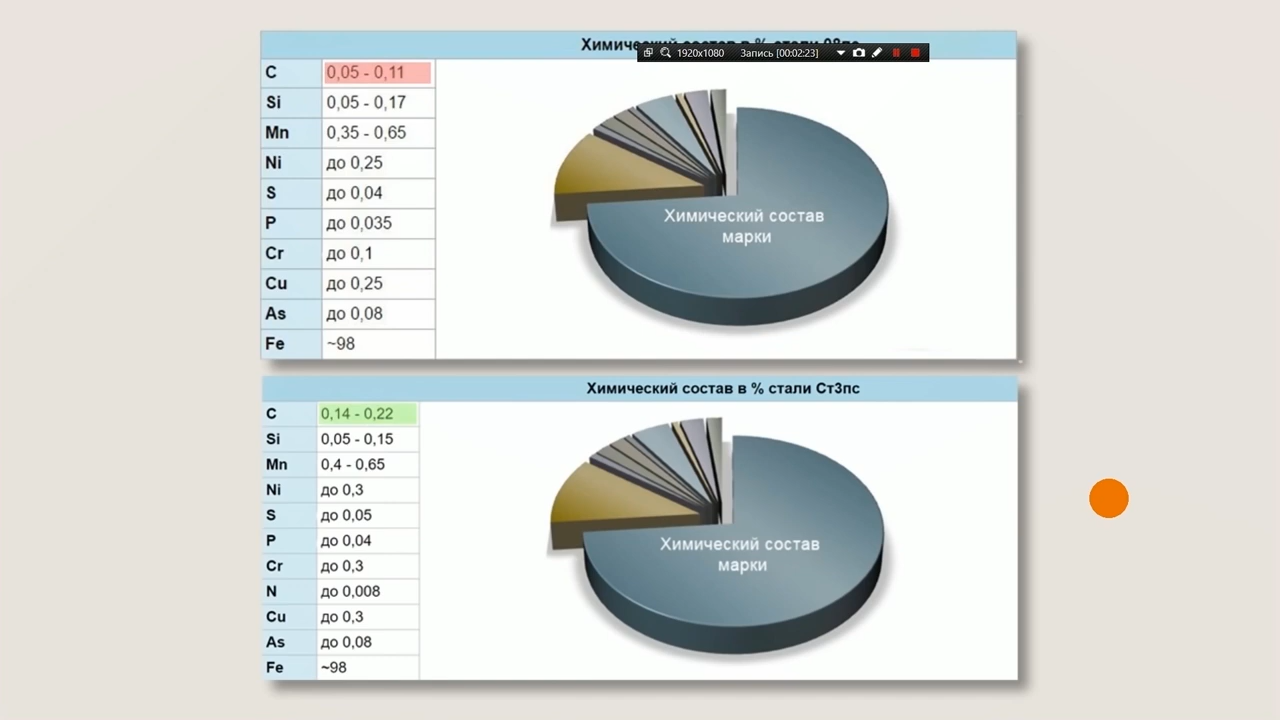 Химический состав в % стали 08пс
1920x1080 Запись [00:02:23]
C 0,05 - 0,11
Si 0,05 - 0,17
Mn 0,35 - 0,65
Ni до 0,25
S до 0,04
P до 0,035
Cr до 0,1
Cu до 0,25
As до 0,08
Fe ~98
Химический состав
марки
Химический состав в % стали Ст3пс
C 0,14 - 0,22
Si 0,05 - 0,15
Mn 0,4 - 0,65
Ni до 0,3
S до 0,05
P до 0,04
Cr до 0,3
N до 0,008
Cu до 0,3
As до 0,08
Fe ~98
Химический состав
марки